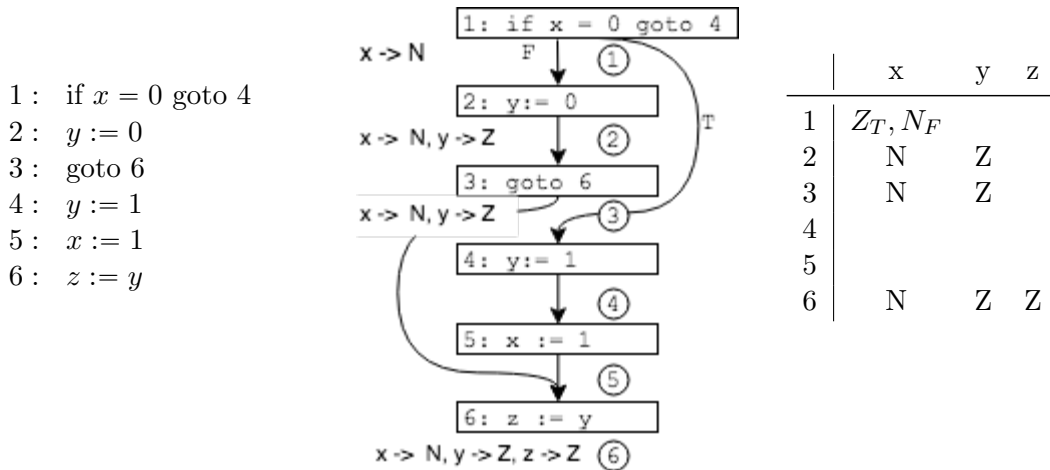 1 : if x = 0 goto 4
2 : y := 0
3 : goto 6
4 : y := 1
5 : x := 1
6 : z := y
1: if x = 0 goto 4
x -> N
F
1
2: y:= 0
T
x -> N, y -> Z
2
3: goto 6
x -> N, y -> Z
3
4: y:= 1
4
5: x := 1
5
6: z := y
x -> N, y -> Z, z -> Z
6
x y z
1 Z_T, N_F
2 N Z
3 N Z
4
5
6 N Z Z